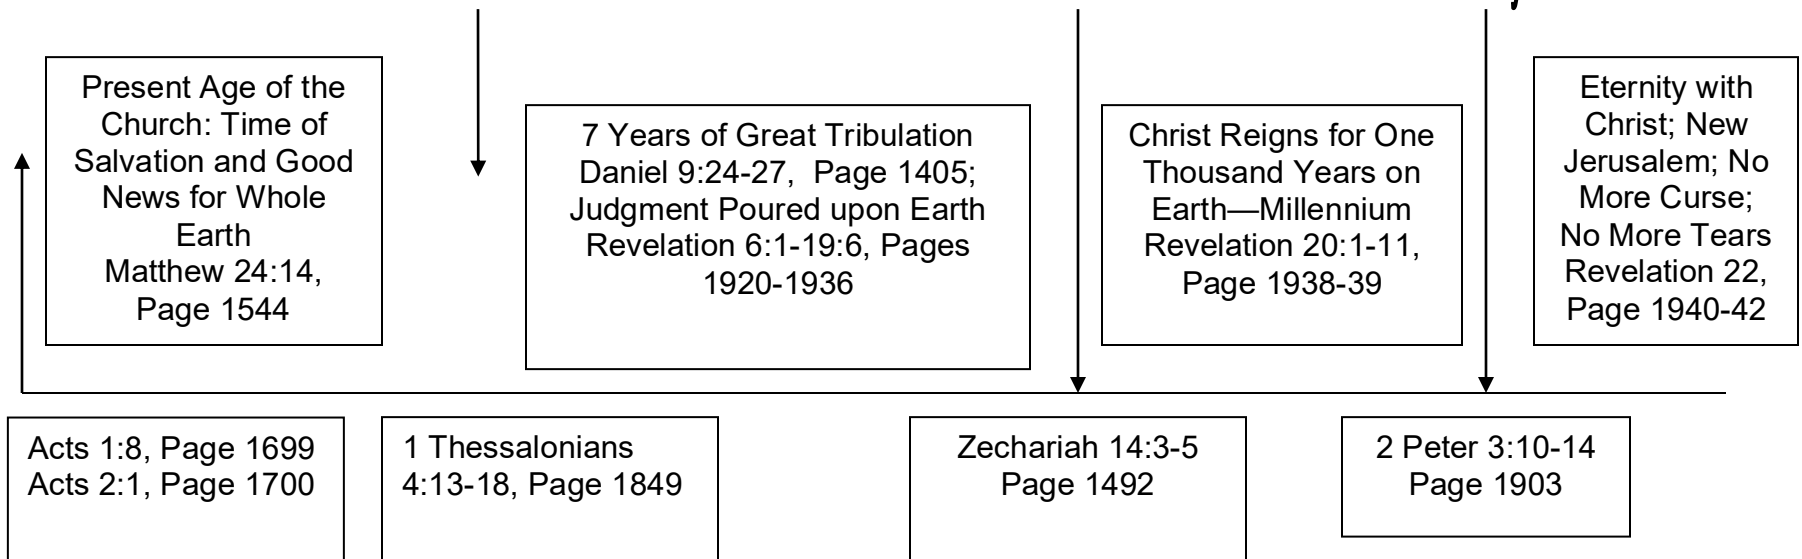 Present Age of the
Church: Time of
Salvation and Good
News for Whole
Earth
Matthew 24:14,
Page 1544
7 Years of Great Tribulation
Daniel 9:24-27,  Page 1405;
Judgment Poured upon Earth
Revelation 6:1-19:6, Pages
1920-1936
Christ Reigns for One
Thousand Years on
Earth—Millennium
Revelation 20:1-11,
Page 1938-39
Eternity with
Christ; New
Jerusalem; No
More Curse;
No More Tears
Revelation 22,
Page 1940-42
Acts 1:8, Page 1699
Acts 2:1, Page 1700
1 Thessalonians
4:13-18, Page 1849
Zechariah 14:3-5
Page 1492
2 Peter 3:10-14
Page 1903